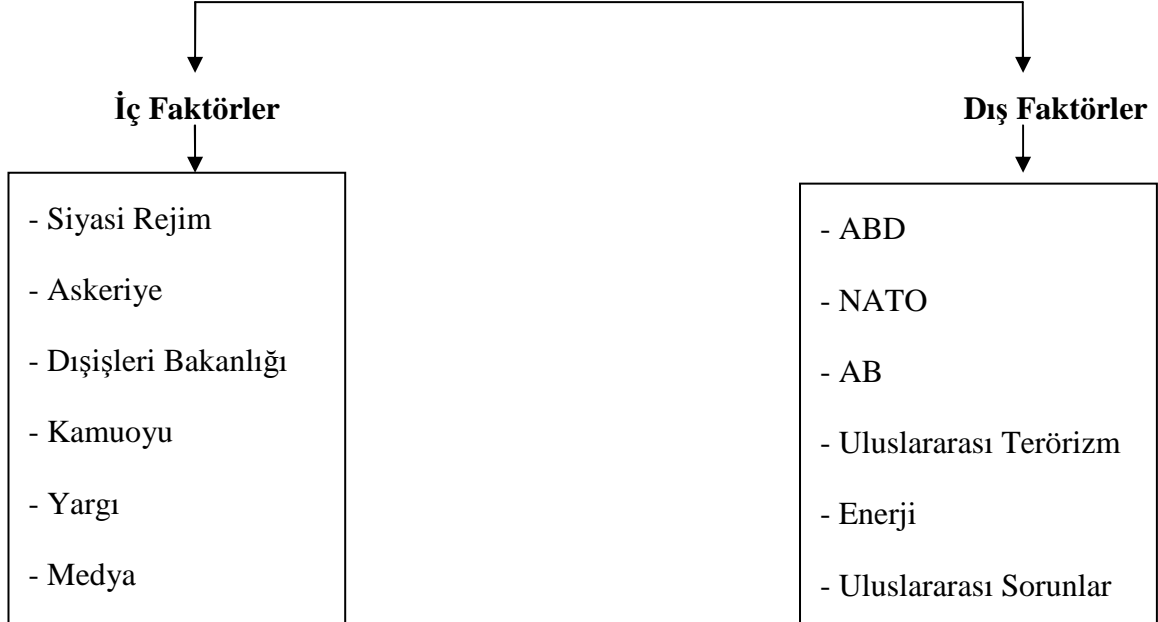 İç Faktörler
- Siyasi Rejim
- Askeriye
- Dışişleri Bakanlığı
- Kamuoyu
- Yargı
- Medya
Dış Faktörler
- ABD
- NATO
- AB
- Uluslararası Terörizm
- Enerji
- Uluslararası Sorunlar